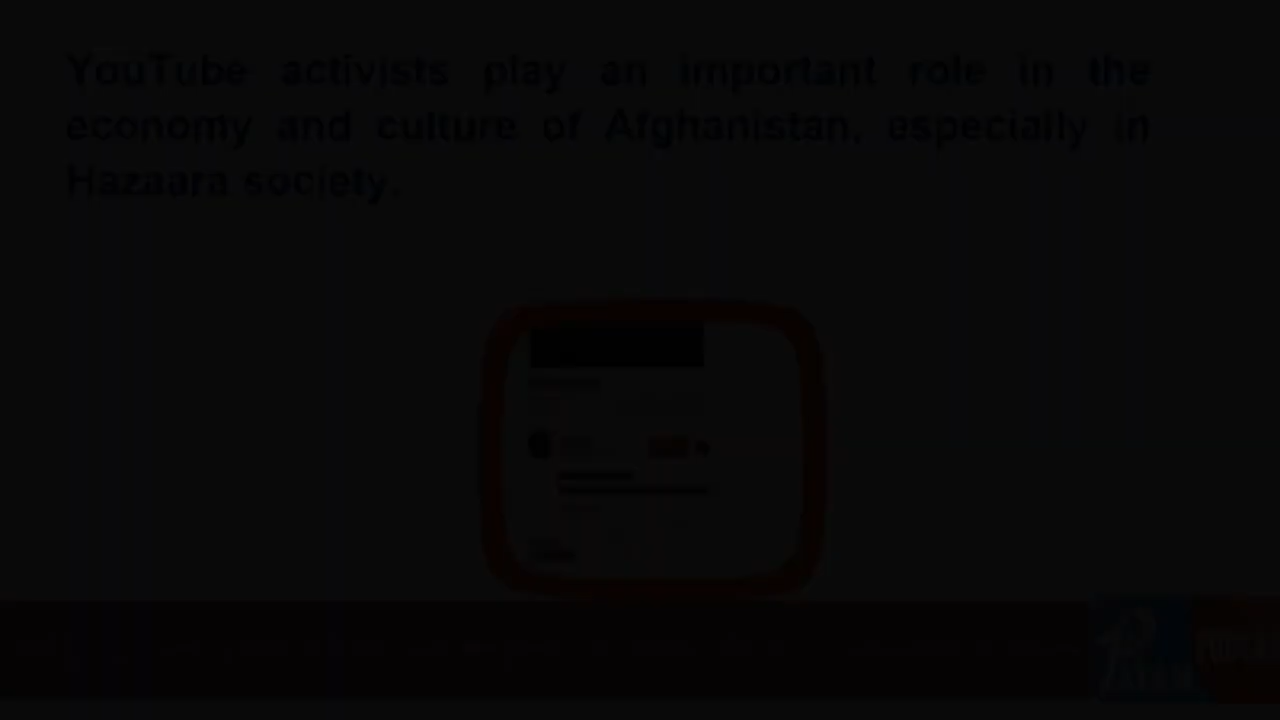 YouTube activists play an important role in the
economy and culture of Afghanistan, especially in
Hazaara society.